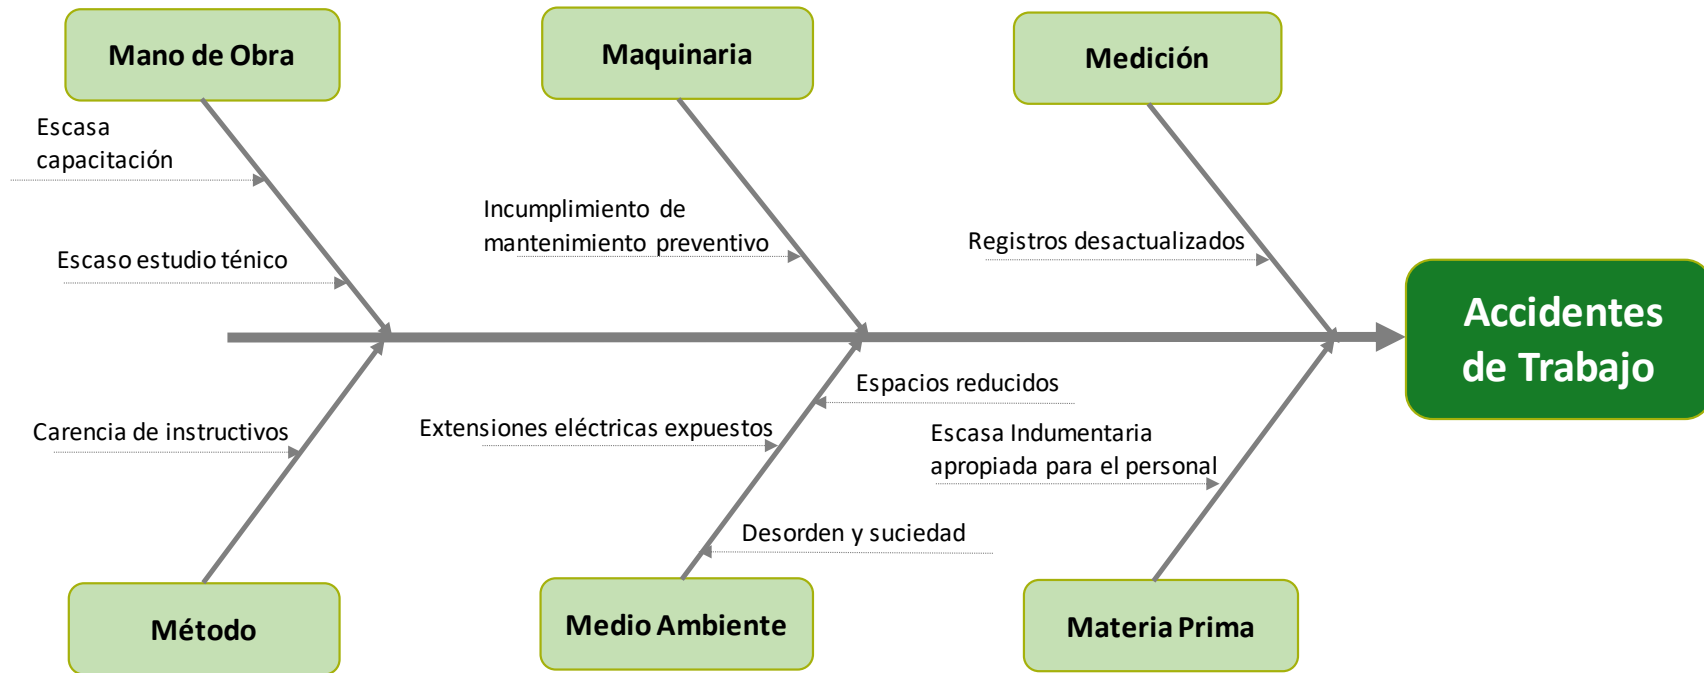 Mano de Obra
Maquinaria
Medición
Escasa
capacitación
Escaso estudio ténico
Incumplimiento de
mantenimiento preventivo
Registros desactualizados
Accidentes
de Trabajo
Carencia de instructivos
Extensiones eléctricas expuestos
Espacios reducidos
Desorden y suciedad
Escasa Indumentaria
apropiada para el personal
Método
Medio Ambiente
Materia Prima